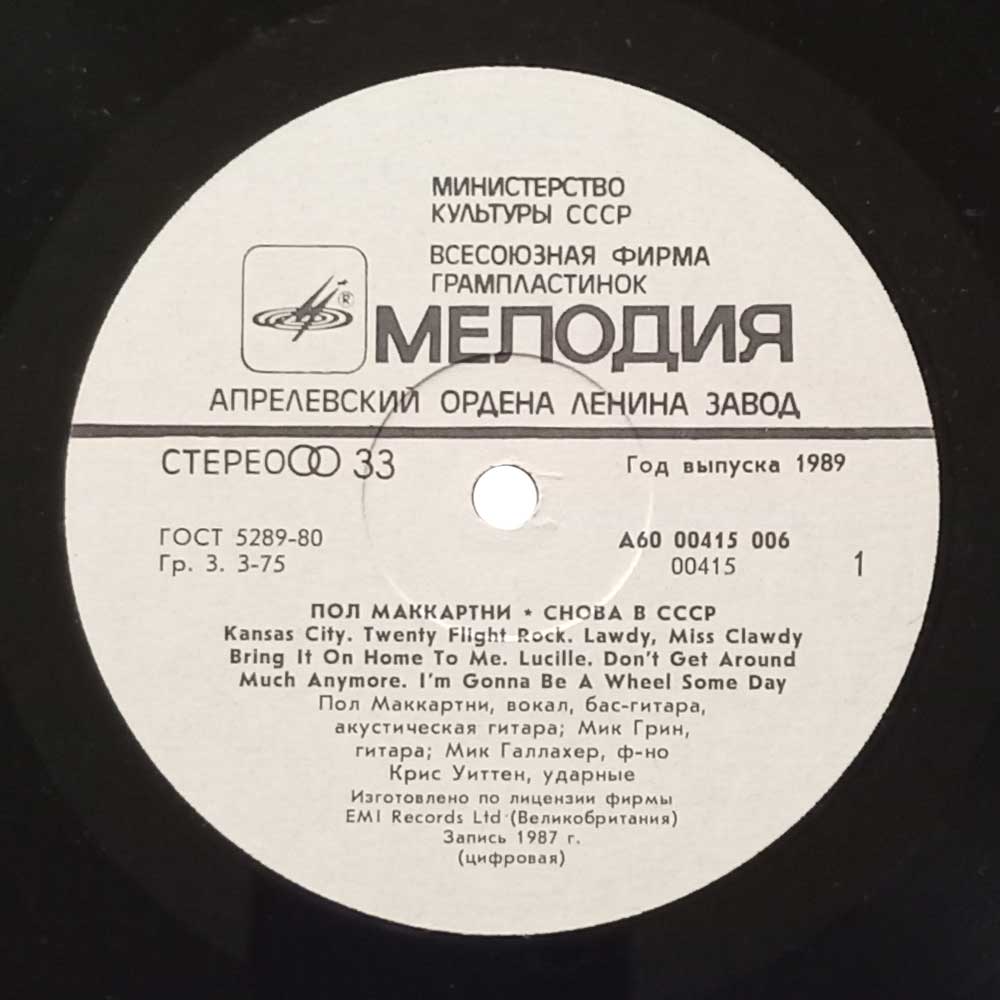 МИНИСТЕРСТВО
КУЛЬТУРЫ СССР
ВСЕСОЮЗНАЯ ФИРМА
ГРАМПЛАСТИНОК
®
МЕЛОДИЯ
АПРЕЛЕВСКИЙ ОРДЕНА ЛЕНИНА ЗАВОД
СТЕРЕО 33
Год выпуска 1989
ГОСТ 5289-80
Гр. 3. 3-75
А60 00415 006
00415
1
ПОЛ МАККАРТНИ ★ СНОВА В СССР
Kansas City. Twenty Flight Rock. Lawdy, Miss Clawdy
Bring It On Home To Me. Lucille. Don't Get Around
Much Anymore. I'm Gonna Be A Wheel Some Day
Пол Маккартни, вокал, бас-гитара,
акустическая гитара; Мик Грин,
гитара; Мик Галлахер, ф-но
Крис Уиттен, ударные
Изготовлено по лицензии фирмы
EMI Records Ltd (Великобритания)
Запись 1987 г.
(цифровая)